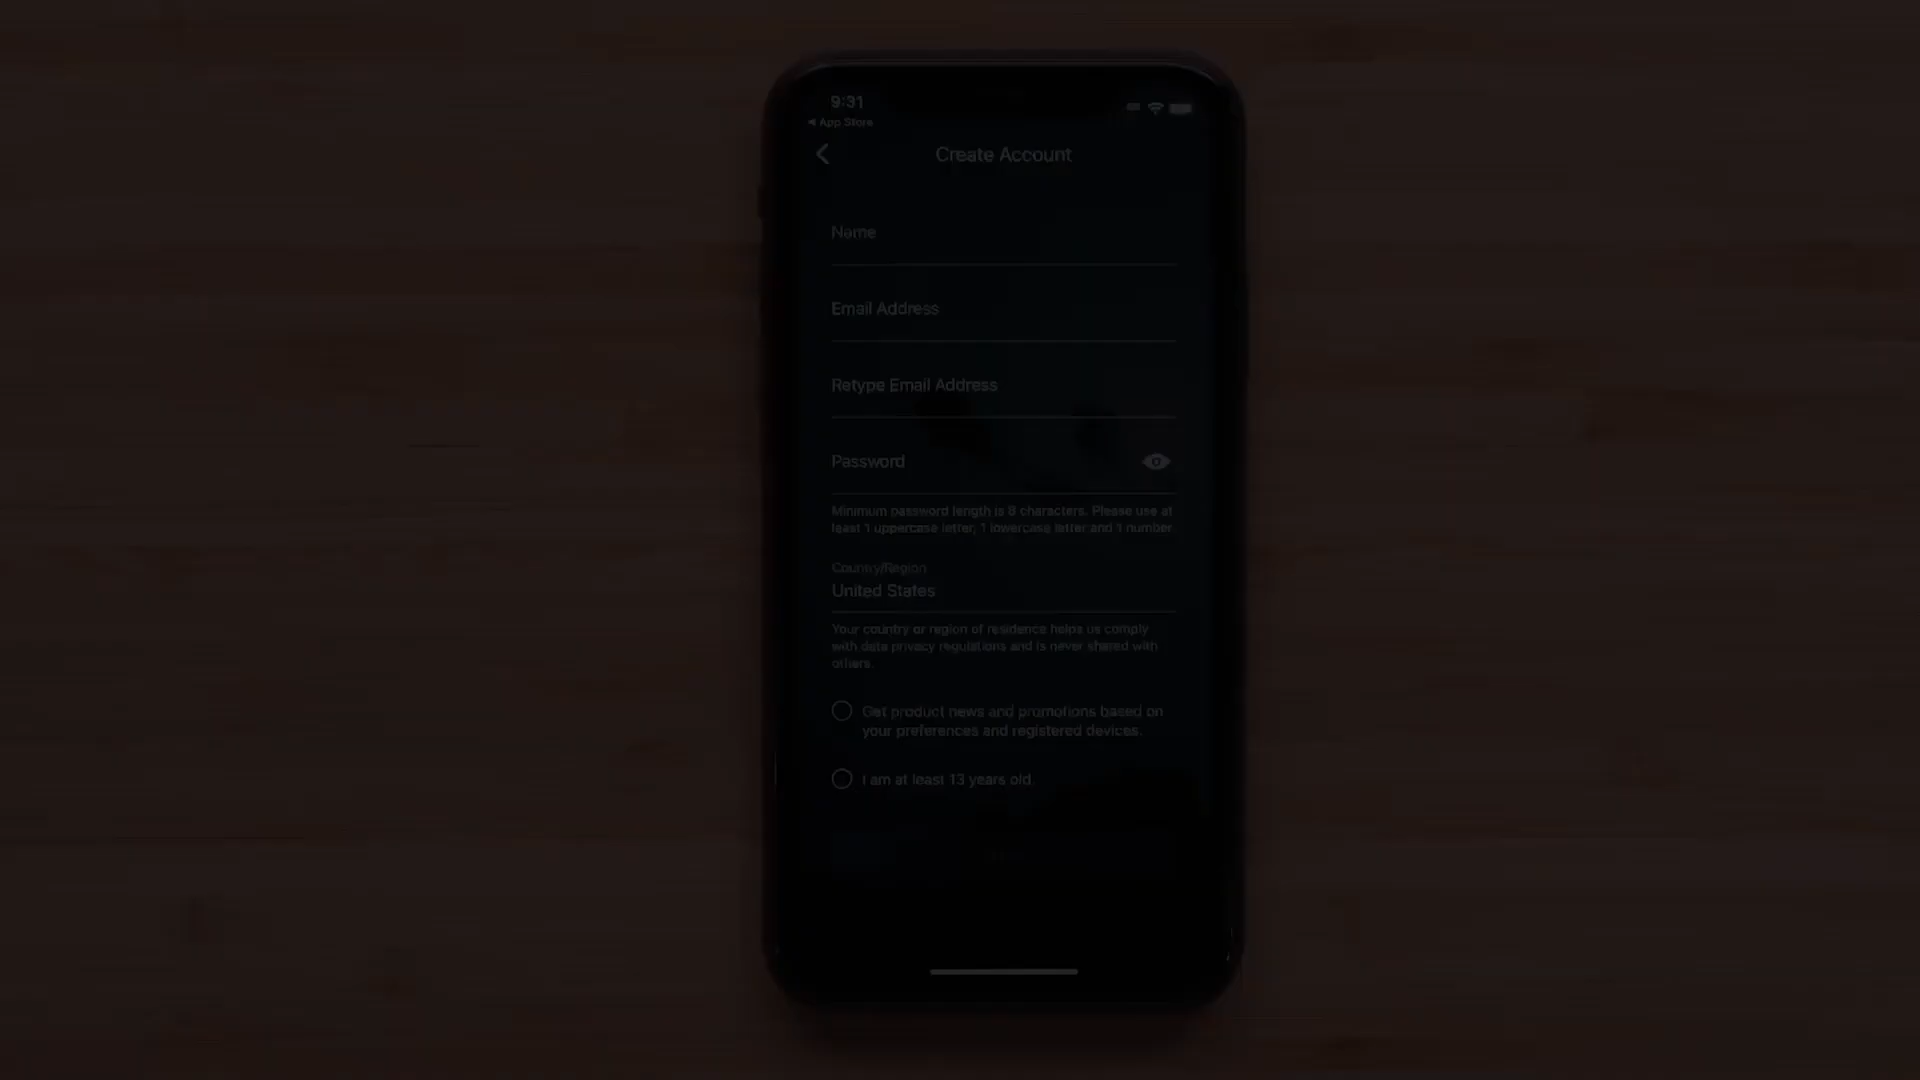 9:31
App Store
Create Account
Name
Email Address
Retype Email Address
Password
Minimum password length is 8 characters. Please use at
least 1 uppercase letter, 1 lowercase letter and 1 number
Country/Region
United States
Your country or region of residence helps us comply
with data privacy regulations and is never shared with
others.
Get product news and promotions based on
your preferences and registered devices.
I am at least 13 years old.